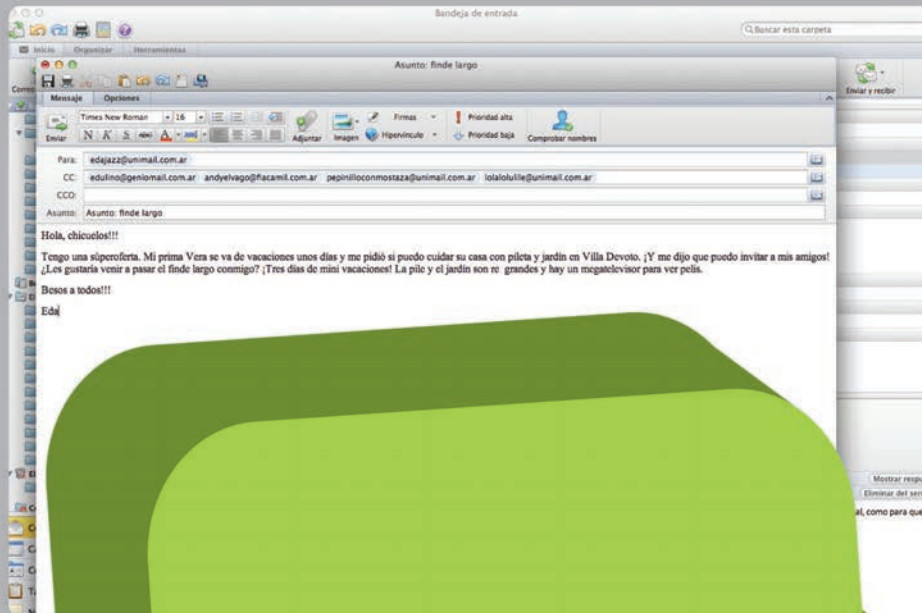 Bandeja de entrada
Buscar esta carpeta
Inicio Organizar Herramientas
Asunto: finde largo
Enviar y recibir
Mensaje Opciones
Times New Roman 16 Firmas Prioridad alta
Enviar N K S ABC A Adjuntar Imagen Hipervínculo Prioridad baja Comprobar nombres
Para: edajazz@unimail.com.ar
CC: edulino@geniomail.com.ar andyelvago@fiacamil.com.ar pepinilloconmostaza@unimail.com.ar lolalolulile@unimail.com.ar
CCO:
Asunto: Asunto: finde largo
Hola, chicuelos!!!
Tengo una súperoferta. Mi prima Vera se va de vacaciones unos días y me pidió si puedo cuidar su casa con pileta y jardín en Villa Devoto. ¡Y me dijo que puedo invitar a mis amigos!
¿Les gustaría venir a pasar el finde largo conmigo? ¡Tres días de mini vacaciones! La pile y el jardín son re grandes y hay un megatelevisor para ver pelis.
Besos a todos!!!
Eda
Mostrar respu
Eliminar del ser
al, como para que